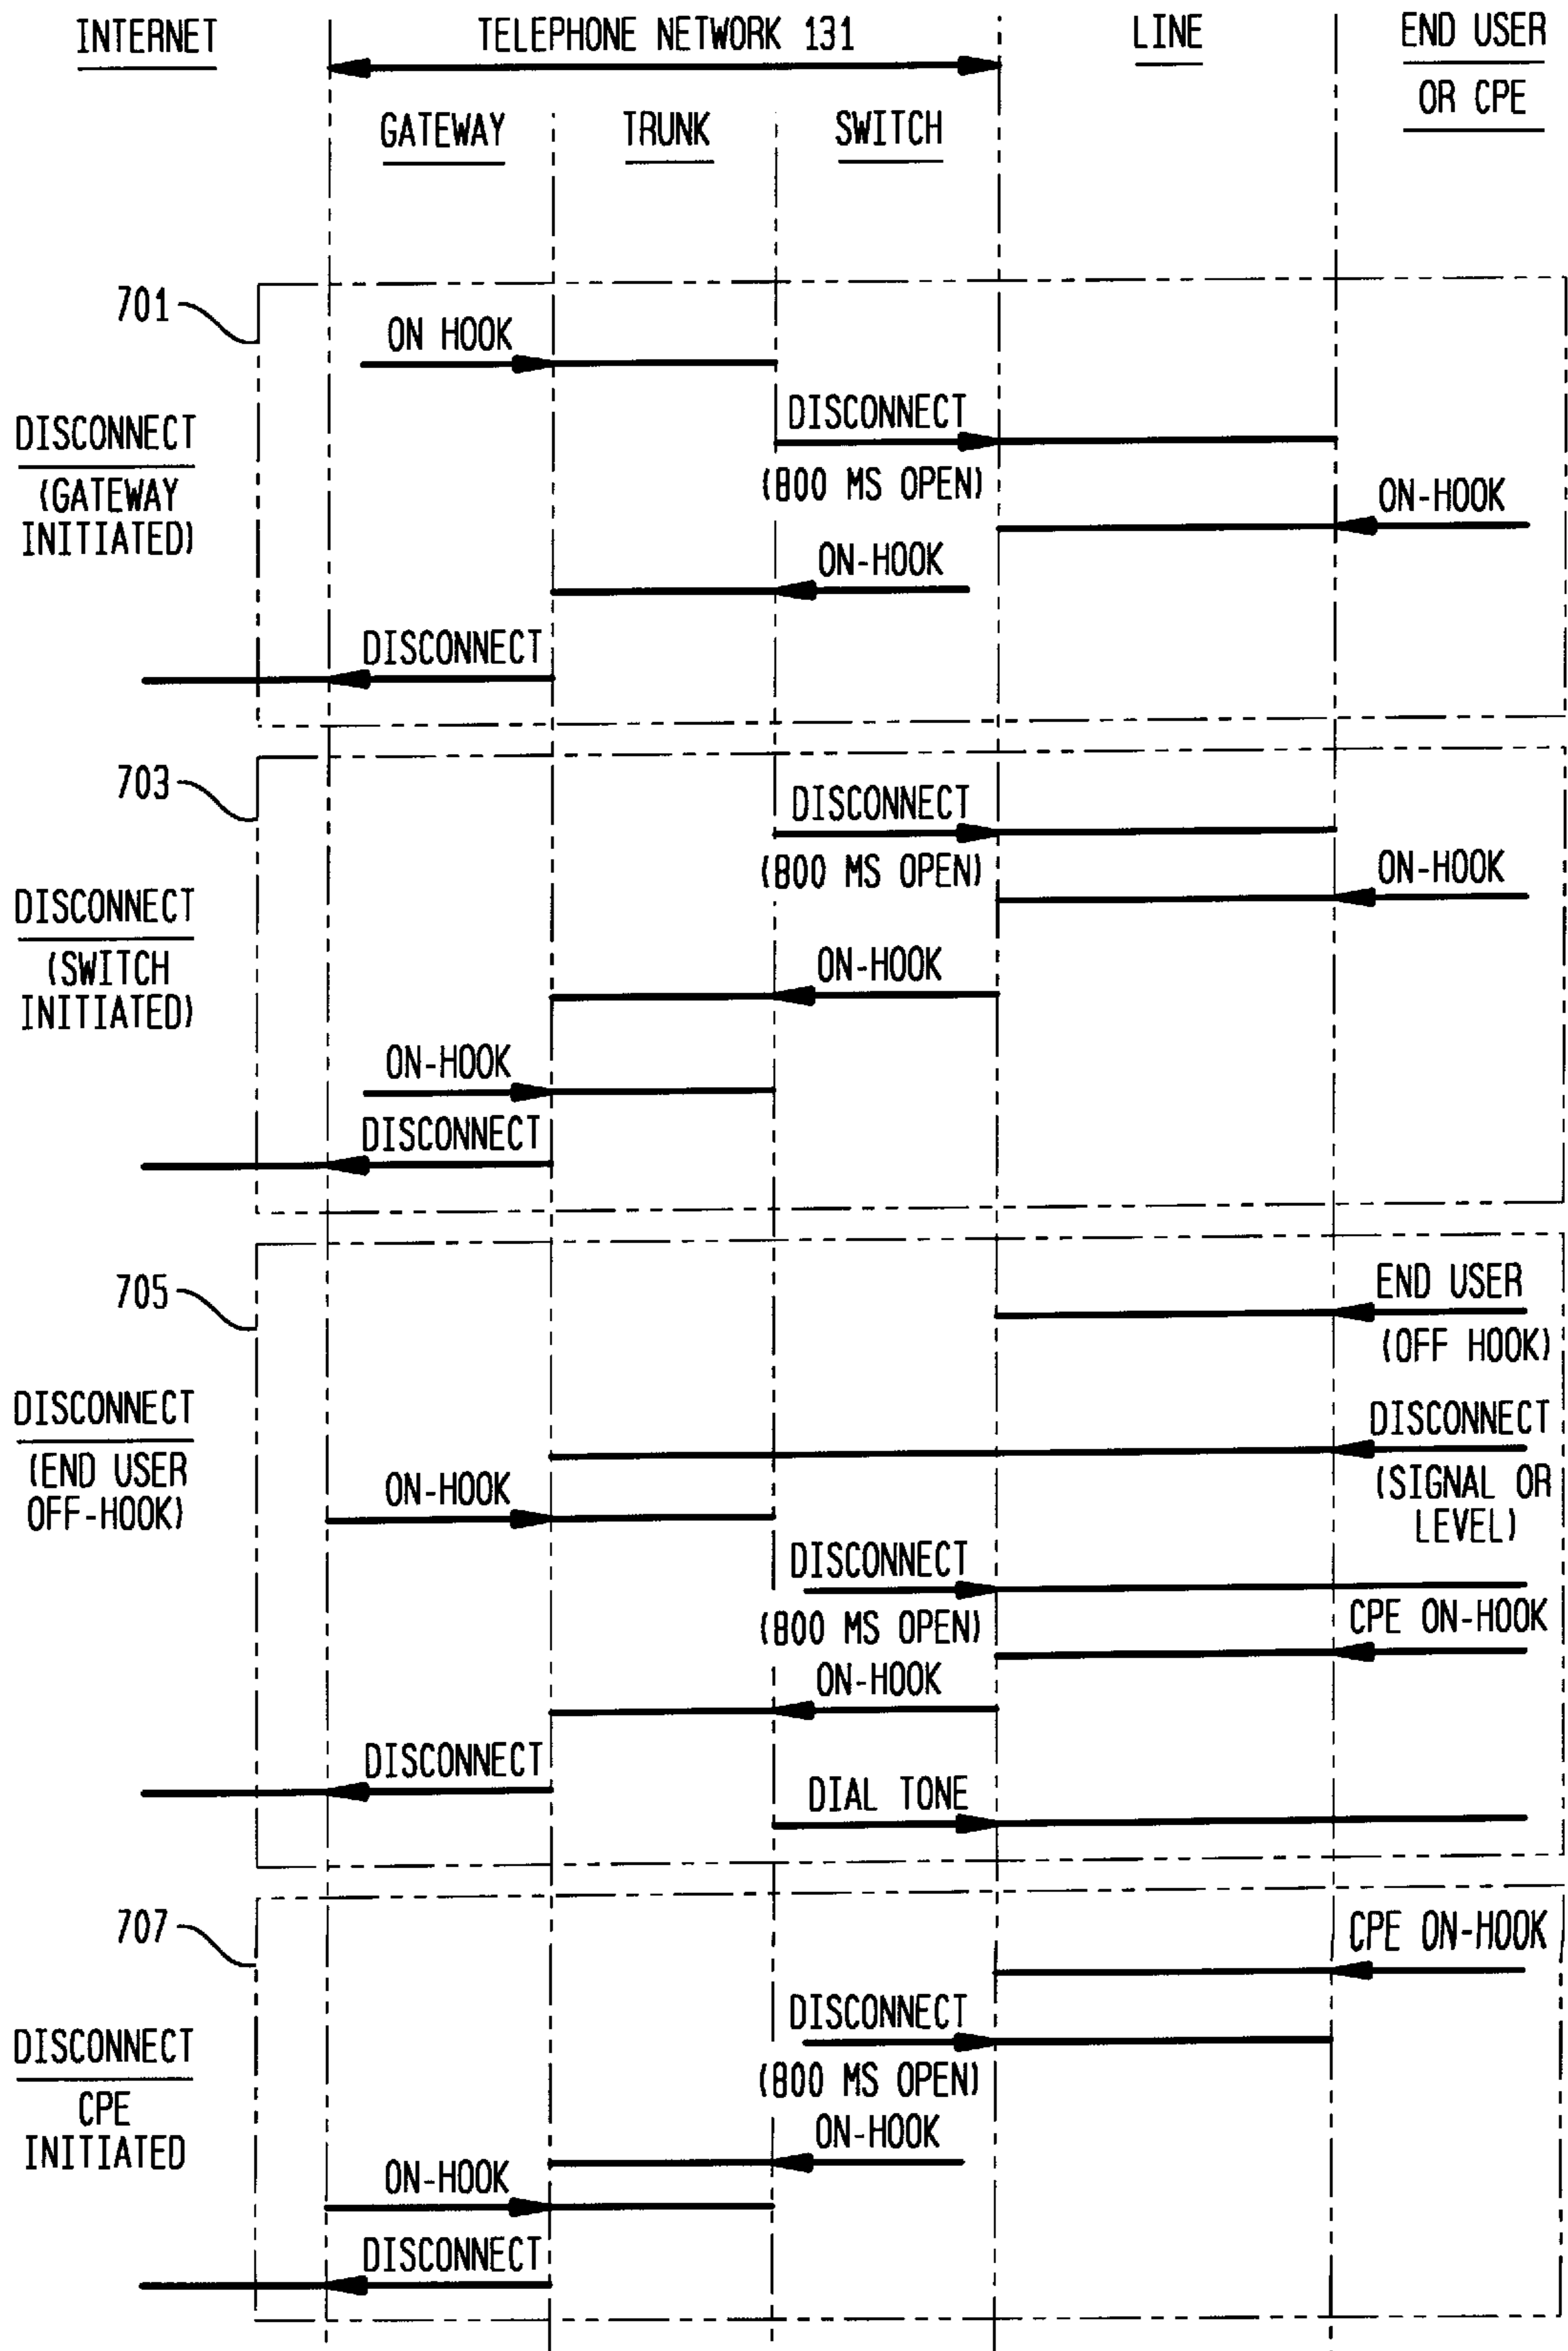 INTERNET
TELEPHONE NETWORK 131
LINE
END USER
OR CPE
GATEWAY
TRUNK
SWITCH
701
ON HOOK
DISCONNECT
(800 MS OPEN)
DISCONNECT
(GATEWAY
INITIATED)
ON-HOOK
ON-HOOK
DISCONNECT
703
DISCONNECT
(800 MS OPEN)
ON-HOOK
DISCONNECT
(SWITCH
INITIATED)
ON-HOOK
ON-HOOK
DISCONNECT
705
END USER
(OFF HOOK)
DISCONNECT
(END USER
OFF-HOOK)
DISCONNECT
(SIGNAL OR
LEVEL)
ON-HOOK
DISCONNECT
(800 MS OPEN)
CPE ON-HOOK
ON-HOOK
DISCONNECT
DIAL TONE
707
CPE ON-HOOK
DISCONNECT
(800 MS OPEN)
DISCONNECT
CPE
INITIATED
ON-HOOK
ON-HOOK
DISCONNECT